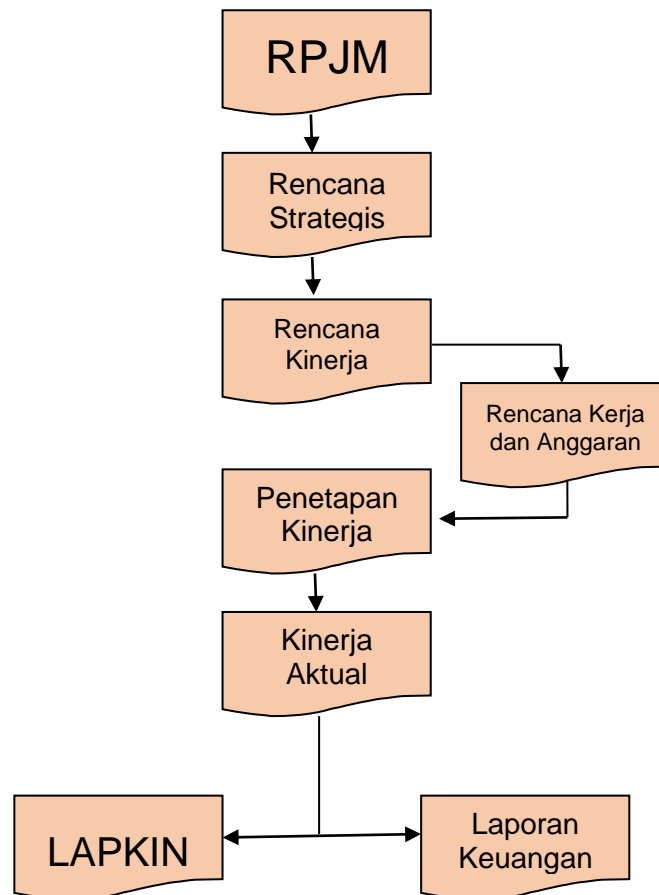 RPJM
Rencana
Strategis
Rencana
Kinerja
Rencana Kerja
dan Anggaran
Penetapan
Kinerja
Kinerja
Aktual
LAPKIN
Laporan
Keuangan